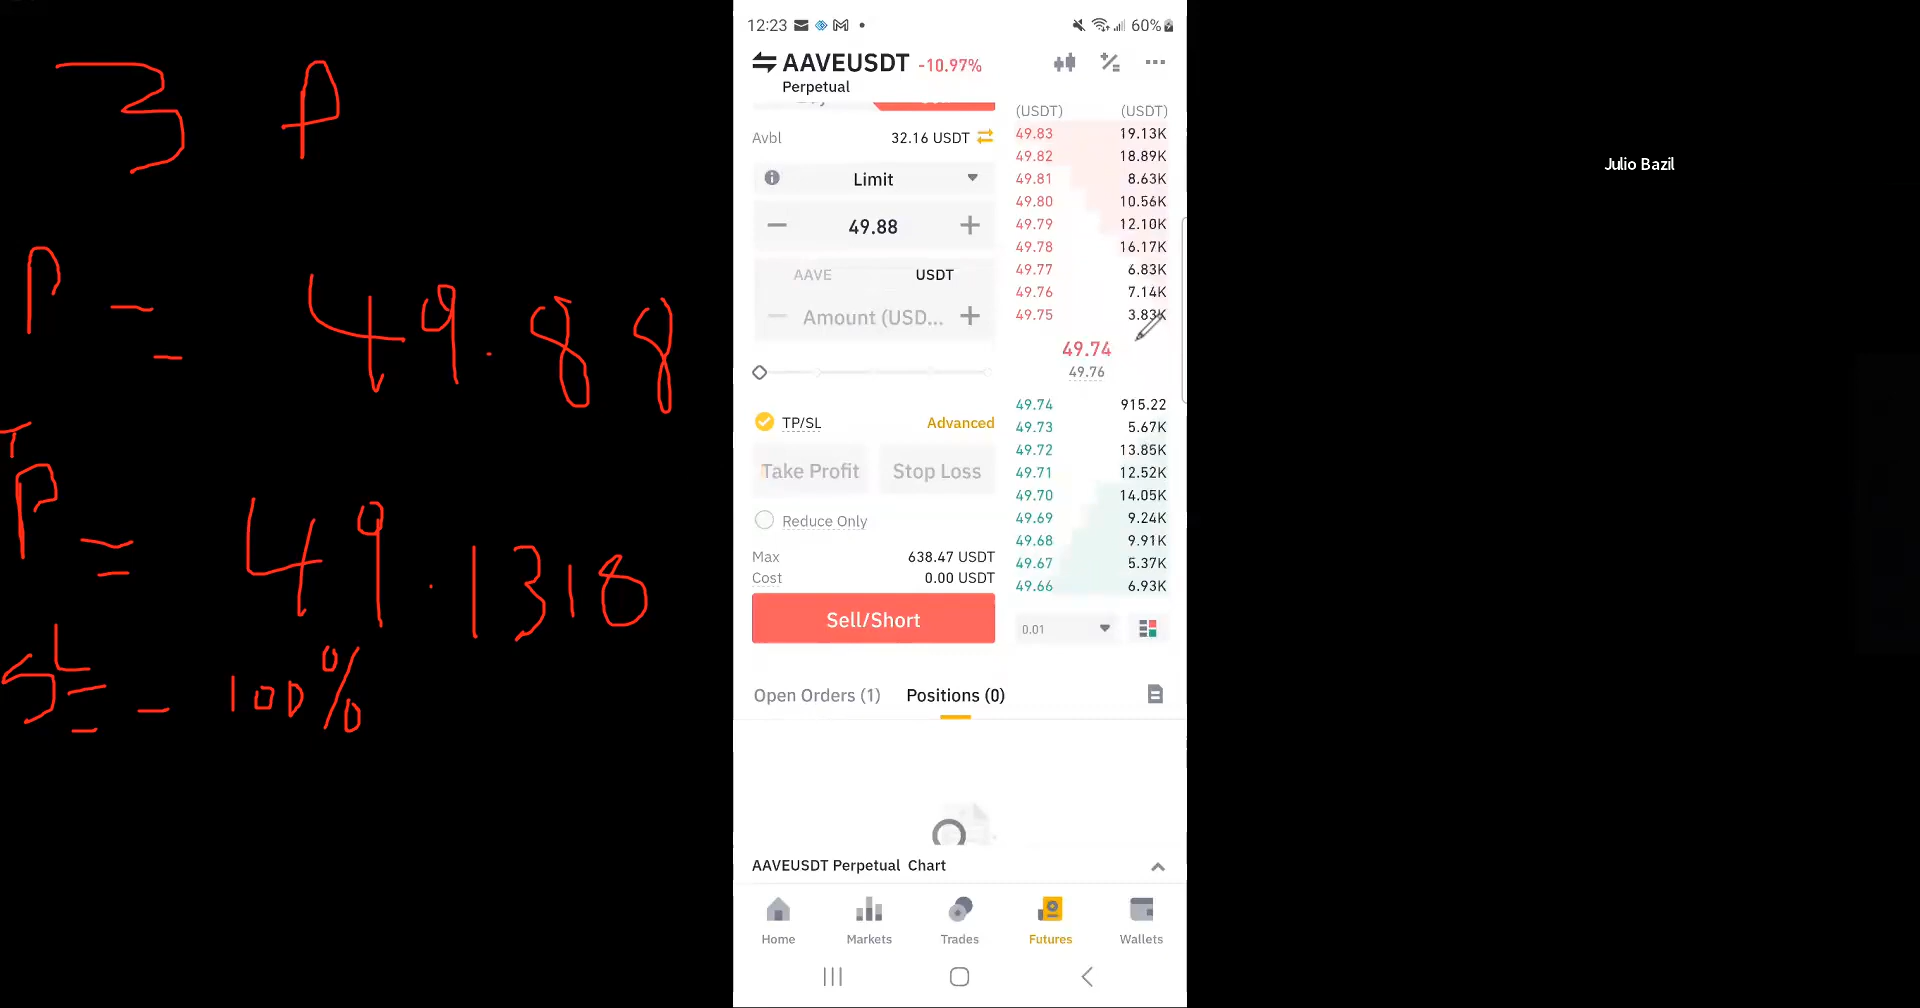 3 P
P = 49.88
TP = 49.1318
SL = - 100%
12:23
60%
AAVEUSDT -10.97%
Perpetual
Avbl 32.16 USDT
Limit
49.88
AAVE USDT
Amount (USD...
TP/SL Advanced
Take Profit Stop Loss
Reduce Only
Max 638.47 USDT
Cost 0.00 USDT
Sell/Short
(USDT) (USDT)
49.83 19.13K
49.82 18.89K
49.81 8.63K
49.80 10.56K
49.79 12.10K
49.78 16.17K
49.77 6.83K
49.76 7.14K
49.75 3.83K
49.74
49.76
49.74 915.22
49.73 5.67K
49.72 13.85K
49.71 12.52K
49.70 14.05K
49.69 9.24K
49.68 9.91K
49.67 5.37K
49.66 6.93K
0.01
Open Orders (1) Positions (0)
AAVEUSDT Perpetual Chart
Home Markets Trades Futures Wallets
Julio Bazil